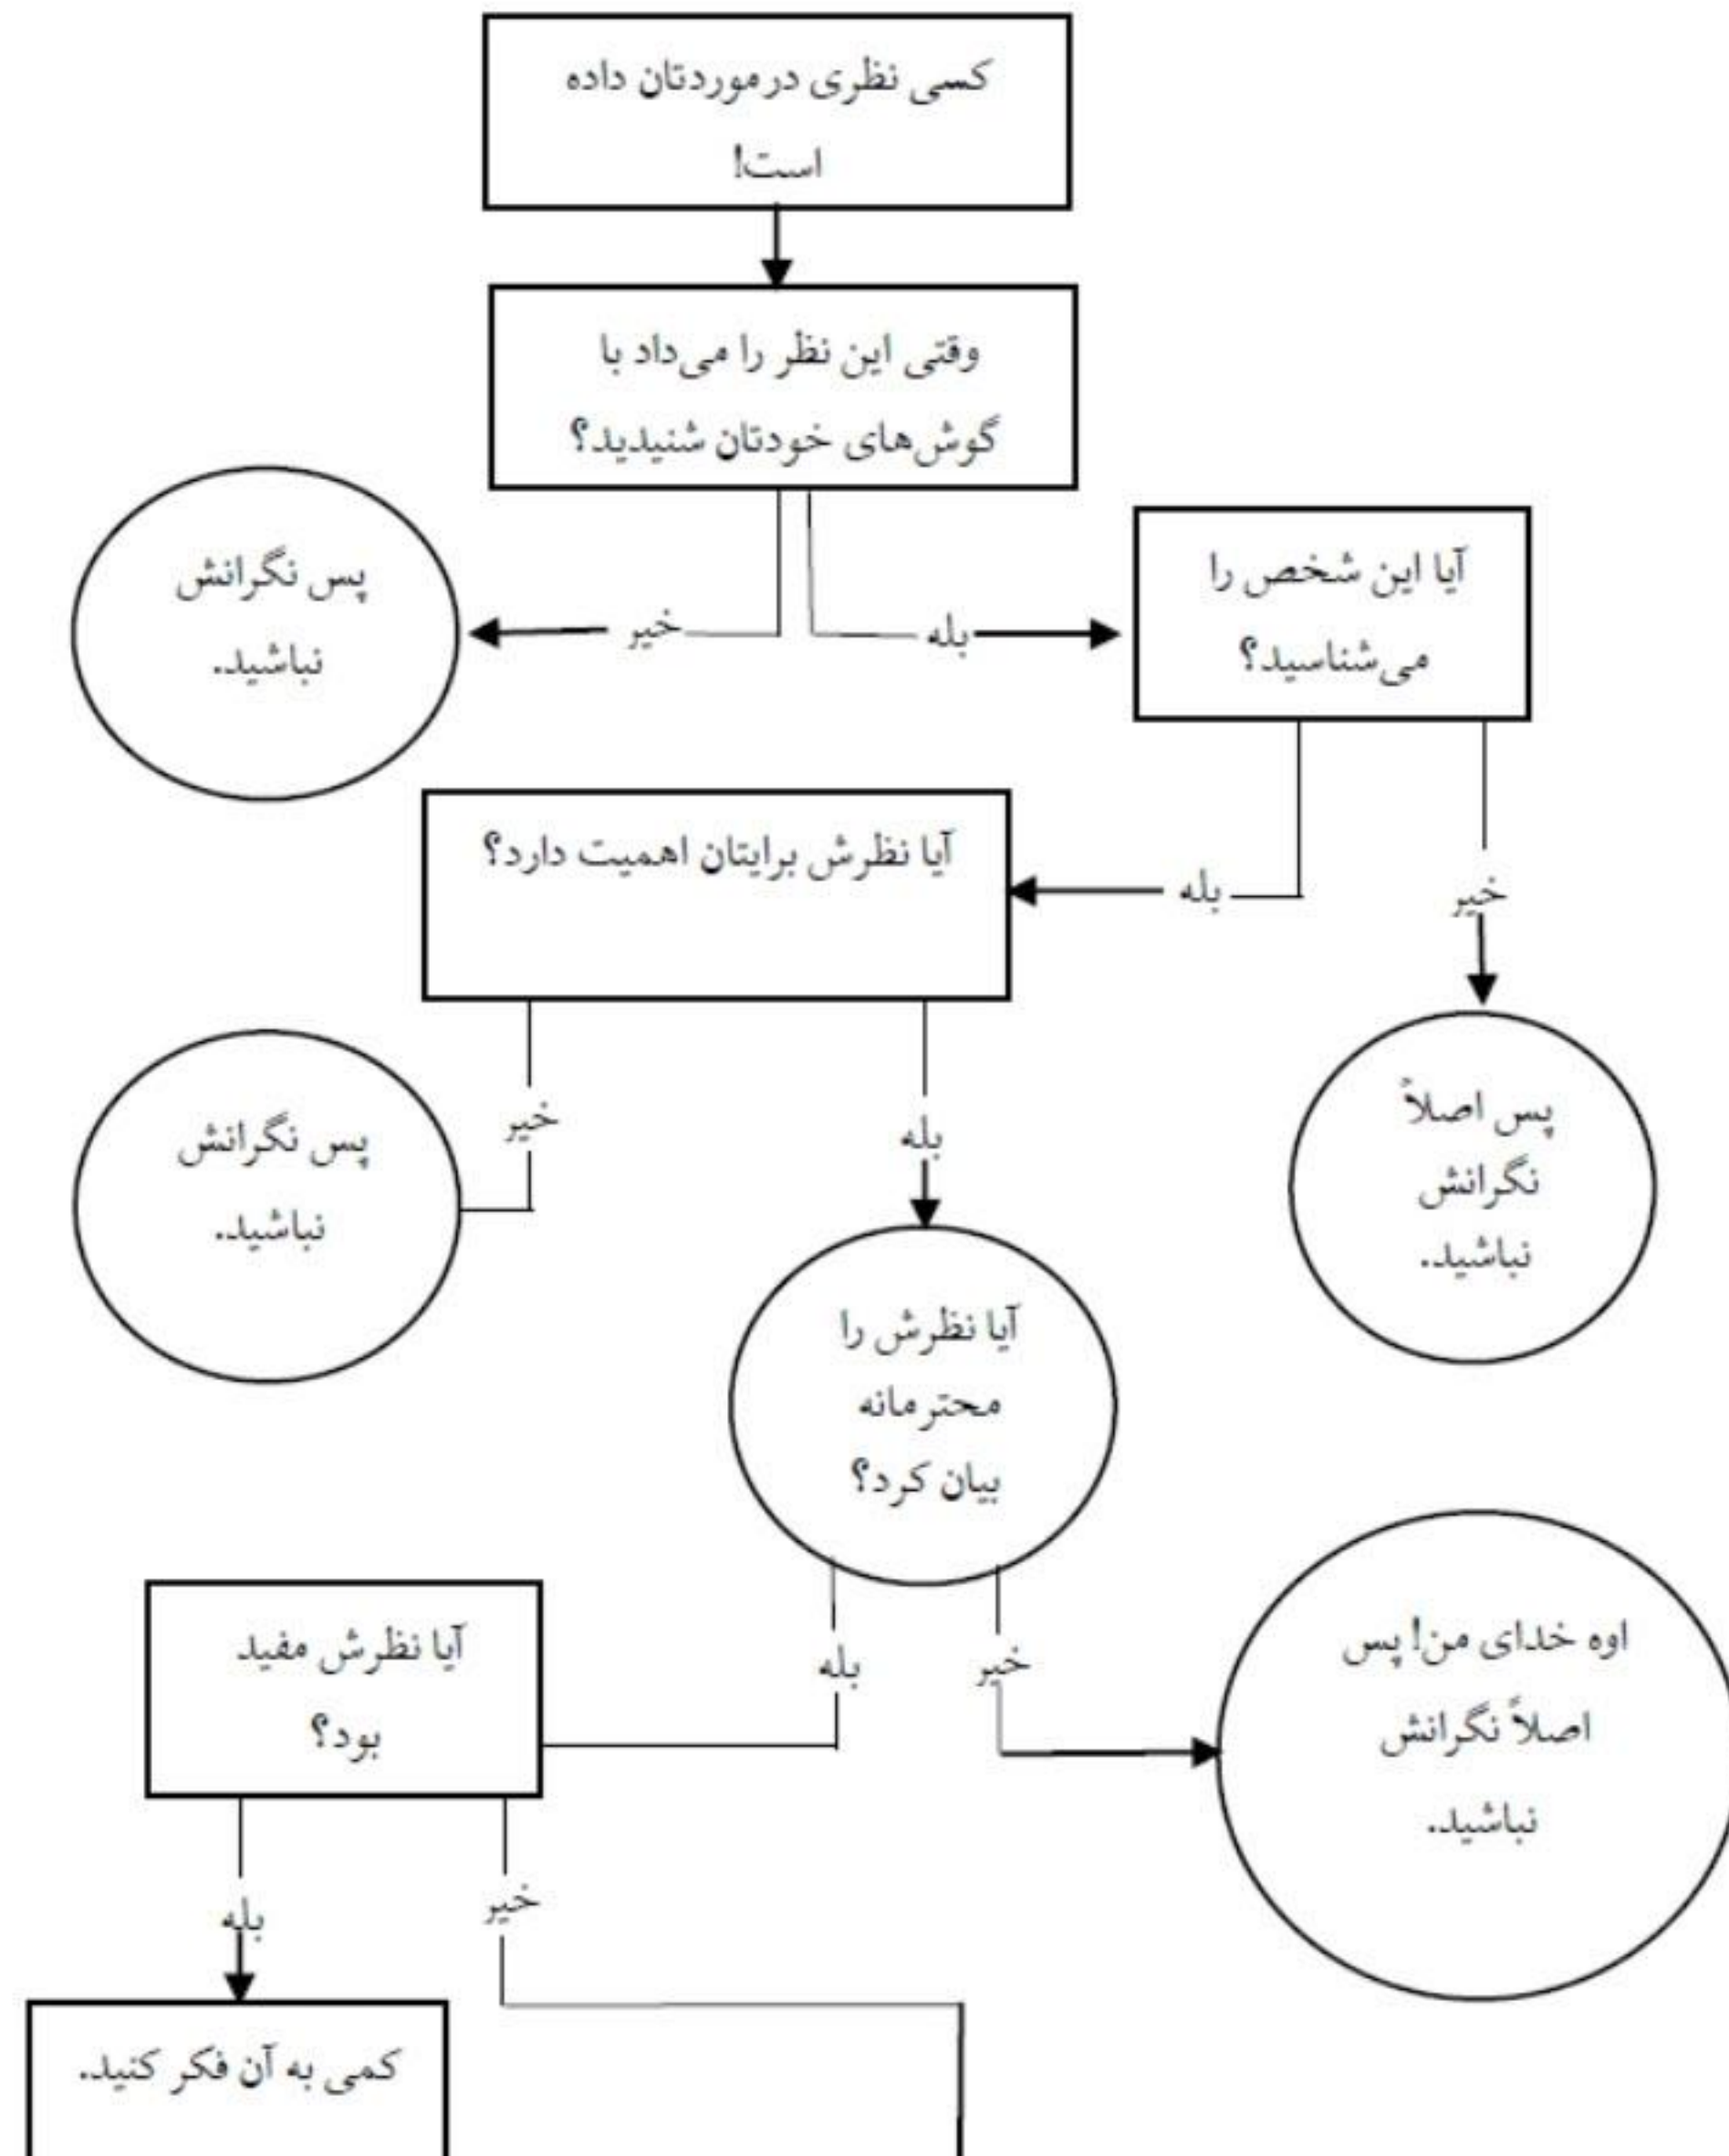 کسی نظری در موردتان داده
است!
وقتی این نظر را می‌داد با
گوش‌های خودتان شنیدید؟
پس نگرانش
نباشید.
خیر
بله
آیا این شخص را
می‌شناسید؟
آیا نظرش برایتان اهمیت دارد؟
بله
خیر
پس نگرانش
نباشید.
خیر
بله
پس اصلاً
نگرانش
نباشید.
آیا نظرش را
محترمانه
بیان کرد؟
آیا نظرش مفید
بود؟
بله
خیر
اوه خدای من! پس
اصلاً نگرانش
نباشید.
بله
خیر
کمی به آن فکر کنید.